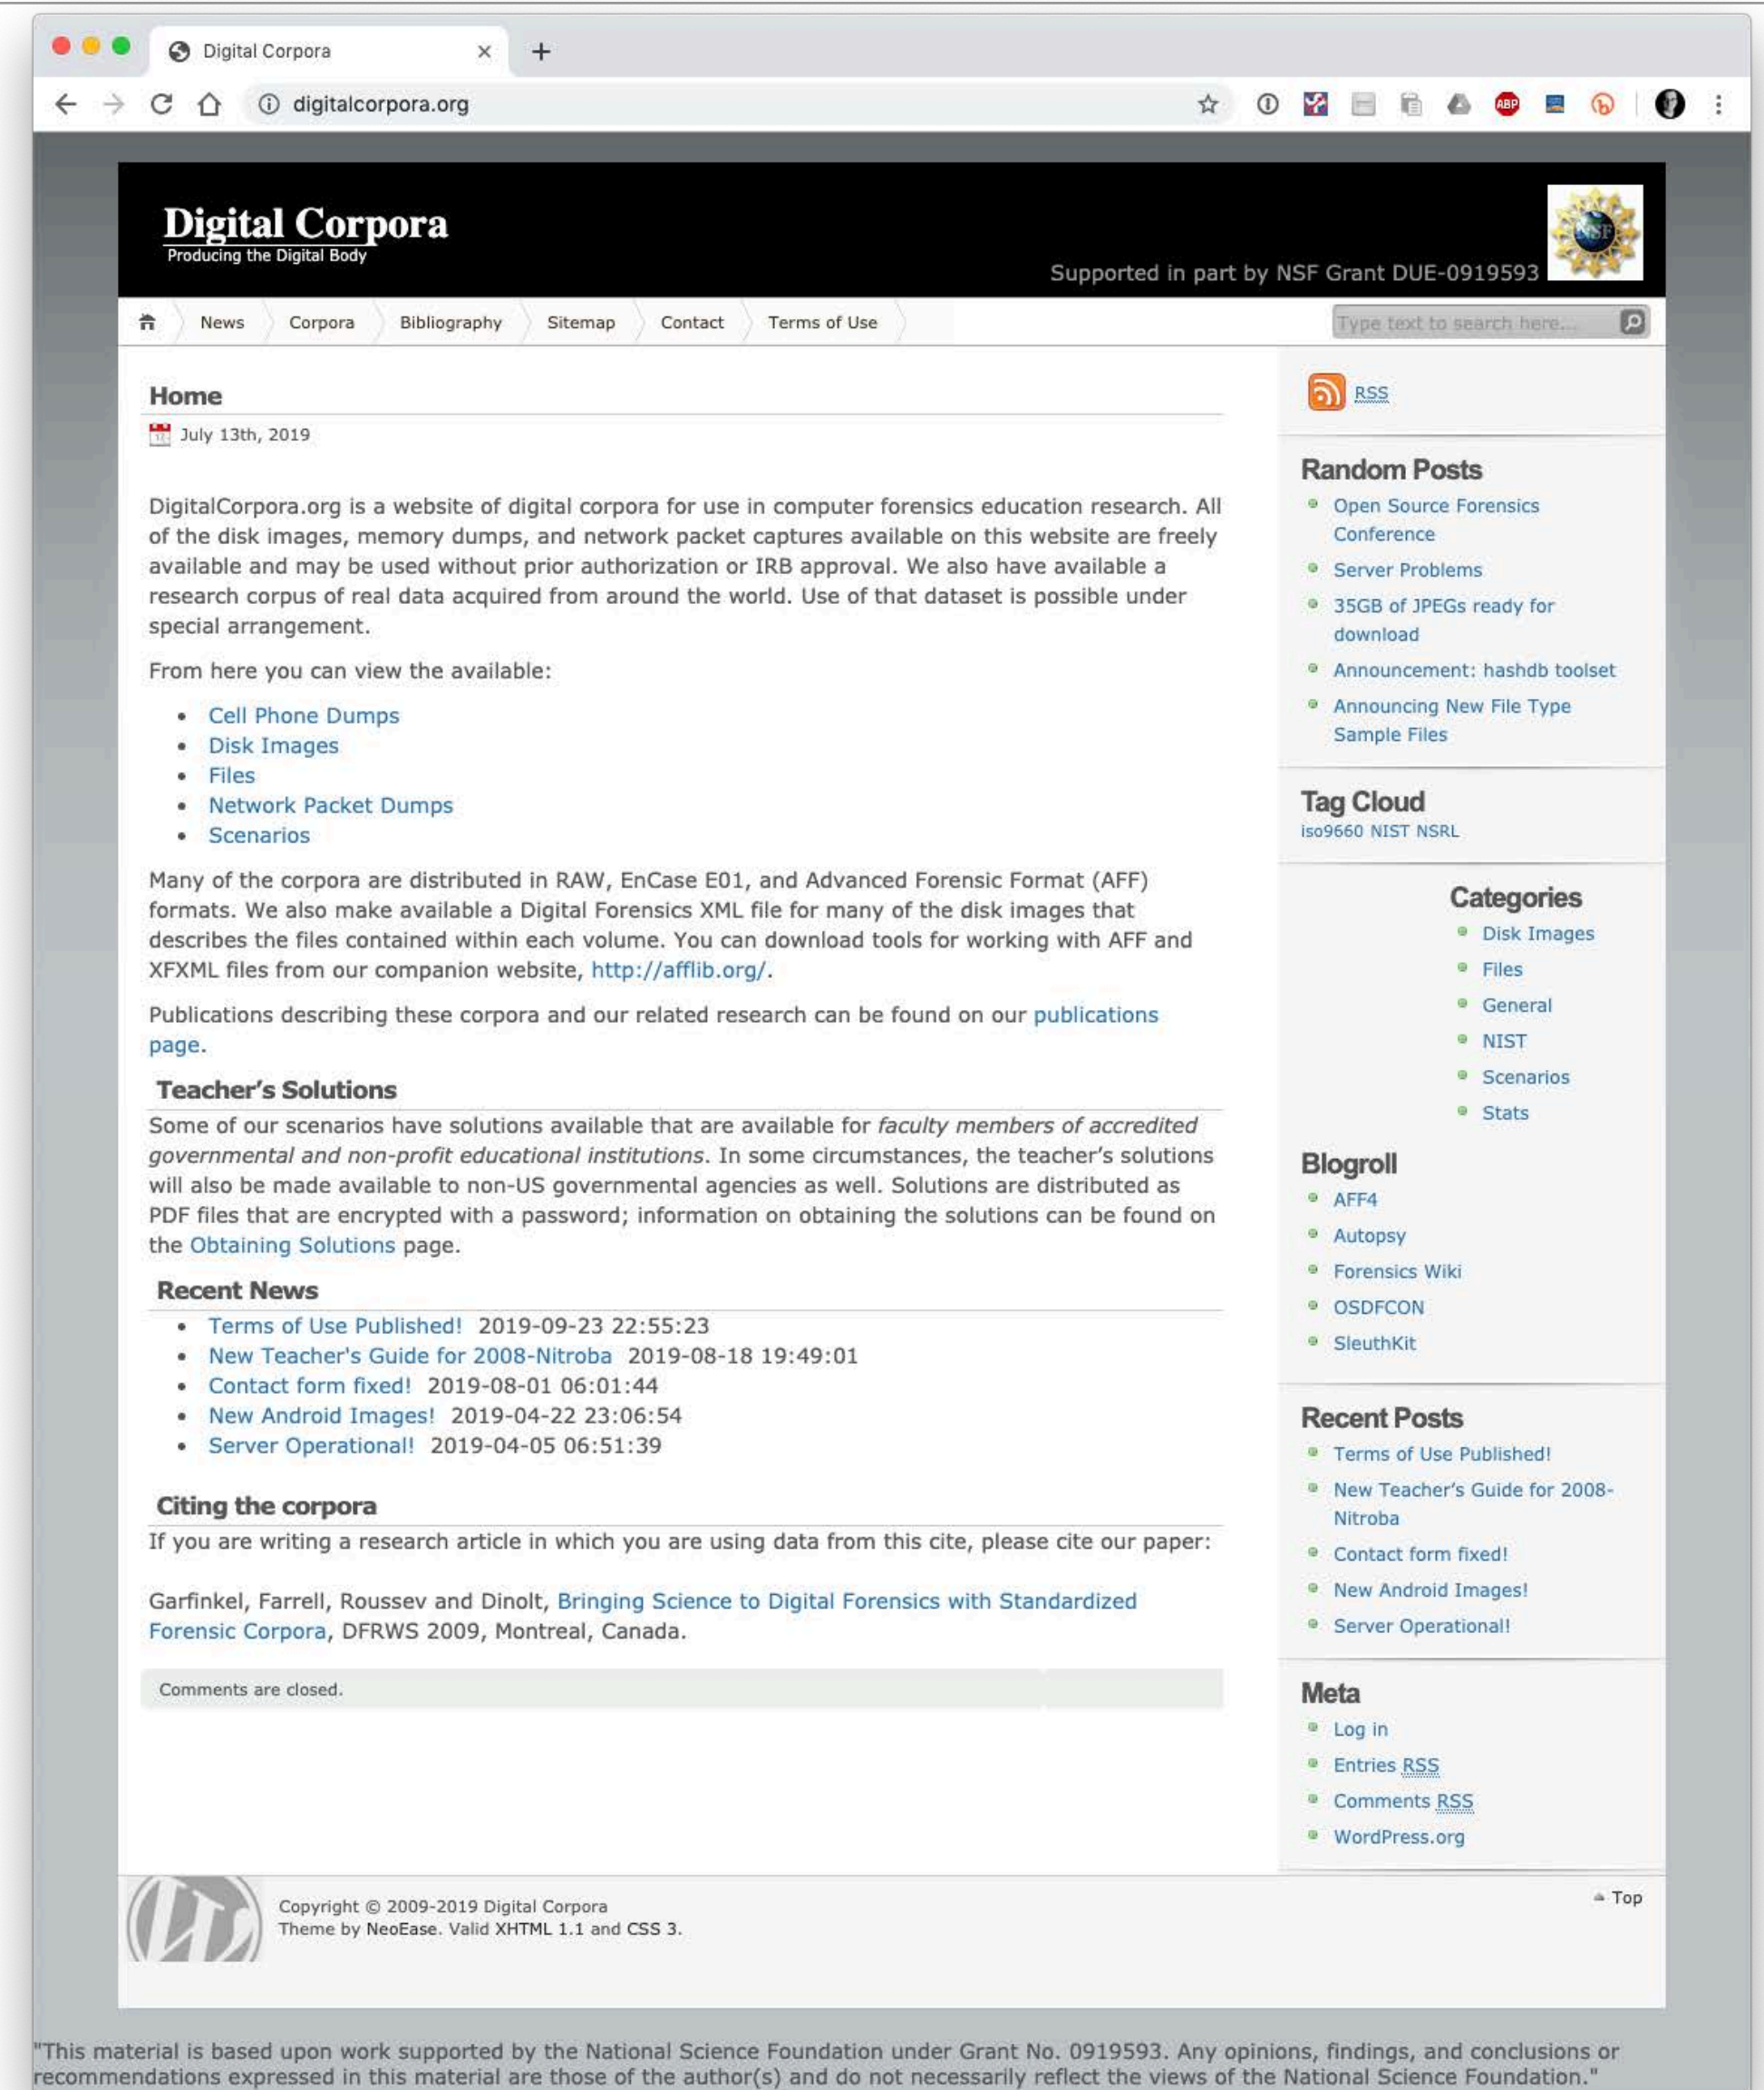 Digital Corpora
digitalcorpora.org
ABP
Digital Corpora
Producing the Digital Body
NSF
Supported in part by NSF Grant DUE-0919593
News
Corpora
Bibliography
Sitemap
Contact
Terms of Use
Type text to search here...
Home
July 13th, 2019
DigitalCorpora.org is a website of digital corpora for use in computer forensics education research. All
of the disk images, memory dumps, and network packet captures available on this website are freely
available and may be used without prior authorization or IRB approval. We also have available a
research corpus of real data acquired from around the world. Use of that dataset is possible under
special arrangement.
From here you can view the available:
Cell Phone Dumps
Disk Images
Files
Network Packet Dumps
Scenarios
Many of the corpora are distributed in RAW, EnCase E01, and Advanced Forensic Format (AFF)
formats. We also make available a Digital Forensics XML file for many of the disk images that
describes the files contained within each volume. You can download tools for working with AFF and
XFXML files from our companion website, http://afflib.org/.
Publications describing these corpora and our related research can be found on our publications
page.
Teacher’s Solutions
Some of our scenarios have solutions available that are available for faculty members of accredited
governmental and non-profit educational institutions. In some circumstances, the teacher’s solutions
will also be made available to non-US governmental agencies as well. Solutions are distributed as
PDF files that are encrypted with a password; information on obtaining the solutions can be found on
the Obtaining Solutions page.
Recent News
Terms of Use Published! 2019-09-23 22:55:23
New Teacher's Guide for 2008-Nitroba 2019-08-18 19:49:01
Contact form fixed! 2019-08-01 06:01:44
New Android Images! 2019-04-22 23:06:54
Server Operational! 2019-04-05 06:51:39
Citing the corpora
If you are writing a research article in which you are using data from this cite, please cite our paper:
Garfinkel, Farrell, Roussev and Dinolt, Bringing Science to Digital Forensics with Standardized
Forensic Corpora, DFRWS 2009, Montreal, Canada.
Comments are closed.
RSS
Random Posts
Open Source Forensics
Conference
Server Problems
35GB of JPEGs ready for
download
Announcement: hashdb toolset
Announcing New File Type
Sample Files
Tag Cloud
iso9660 NIST NSRL
Categories
Disk Images
Files
General
NIST
Scenarios
Stats
Blogroll
AFF4
Autopsy
Forensics Wiki
OSDFCON
SleuthKit
Recent Posts
Terms of Use Published!
New Teacher’s Guide for 2008-
Nitroba
Contact form fixed!
New Android Images!
Server Operational!
Meta
Log in
Entries RSS
Comments RSS
WordPress.org
Copyright © 2009-2019 Digital Corpora
Theme by NeoEase. Valid XHTML 1.1 and CSS 3.
Top
"This material is based upon work supported by the National Science Foundation under Grant No. 0919593. Any opinions, findings, and conclusions or
recommendations expressed in this material are those of the author(s) and do not necessarily reflect the views of the National Science Foundation."